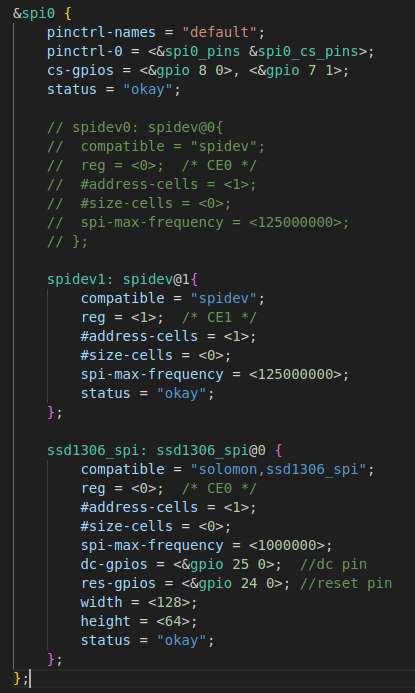 &spi0 {
    pinctrl-names = "default";
    pinctrl-0 = <&spi0_pins &spi0_cs_pins>;
    cs-gpios = <&gpio 8 0>, <&gpio 7 1>;
    status = "okay";

    // spidev0: spidev@0{
    //  compatible = "spidev";
    //  reg = <0>;  /* CE0 */
    //  #address-cells = <1>;
    //  #size-cells = <0>;
    //  spi-max-frequency = <125000000>;
    // };

    spidev1: spidev@1{
        compatible = "spidev";
        reg = <1>;  /* CE1 */
        #address-cells = <1>;
        #size-cells = <0>;
        spi-max-frequency = <125000000>;
        status = "okay";
    };

    ssd1306_spi: ssd1306_spi@0 {
        compatible = "solomon,ssd1306_spi";
        reg = <0>;  /* CE0 */
        #address-cells = <1>;
        #size-cells = <0>;
        spi-max-frequency = <1000000>;
        dc-gpios = <&gpio 25 0>;  //dc pin
        res-gpios = <&gpio 24 0>; //reset pin
        width = <128>;
        height = <64>;
        status = "okay";
    };
};